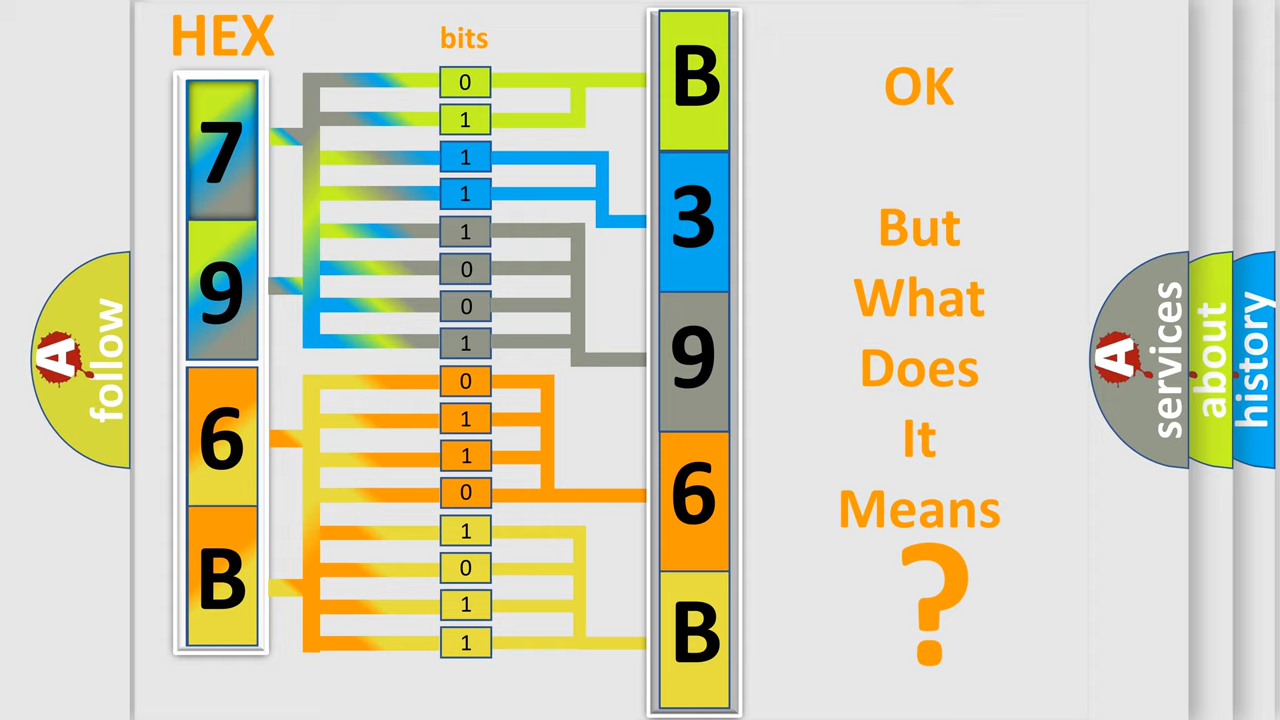 HEX
bits
7
9
6
B
0
1
1
1
1
0
0
1
0
1
1
0
1
0
1
1
B
3
9
6
B
OK
But
What
Does
It
Means
?
A
follow
A
services
about
history